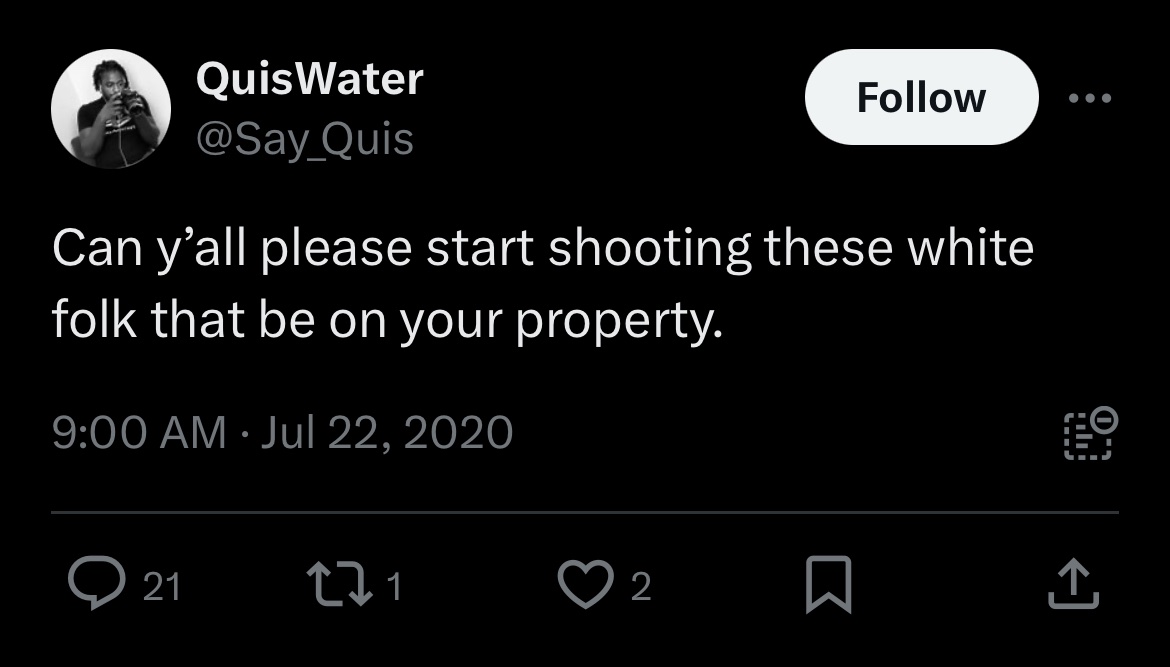 QuisWater
@Say_Quis
Follow
Can y’all please start shooting these white
folk that be on your property.
9:00 AM · Jul 22, 2020
21
1
2